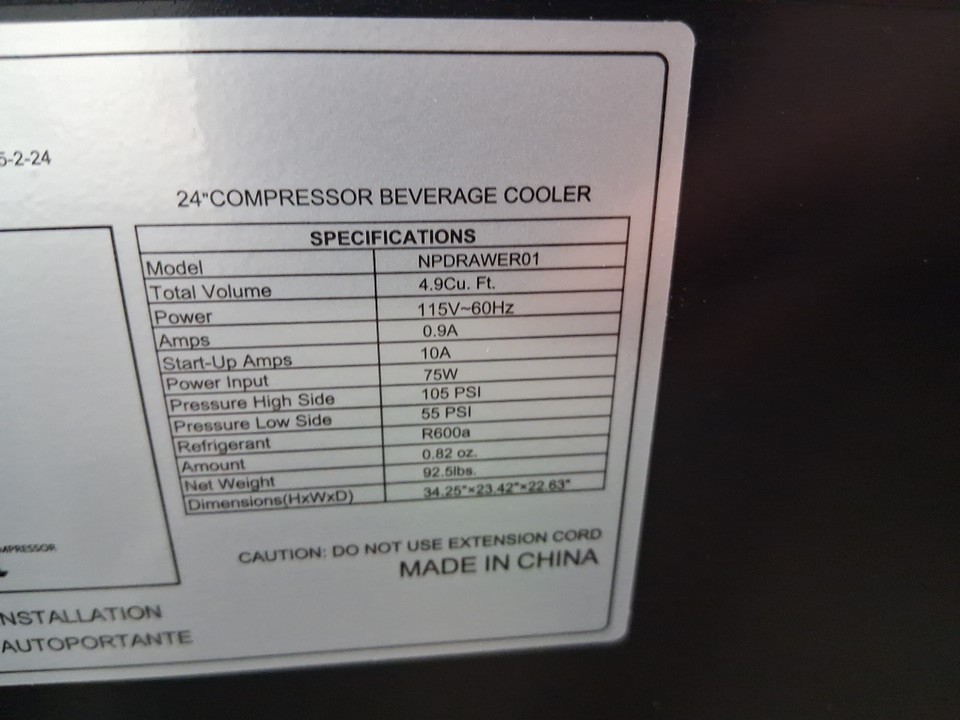 5-2-24
24"COMPRESSOR BEVERAGE COOLER
SPECIFICATIONS
Model NPDRAWER01
Total Volume 4.9Cu. Ft.
Power 115V~60Hz
Amps 0.9A
Start-Up Amps 10A
Power Input 75W
Pressure High Side 105 PSI
Pressure Low Side 55 PSI
Refrigerant R600a
Amount 0.82 oz.
Net Weight 92.5lbs.
Dimensions(HxWxD) 34.25"×23.42"×22.63"
CAUTION: DO NOT USE EXTENSION CORD
MADE IN CHINA
MPRESSOR
NSTALLATION
AUTOPORTANTE